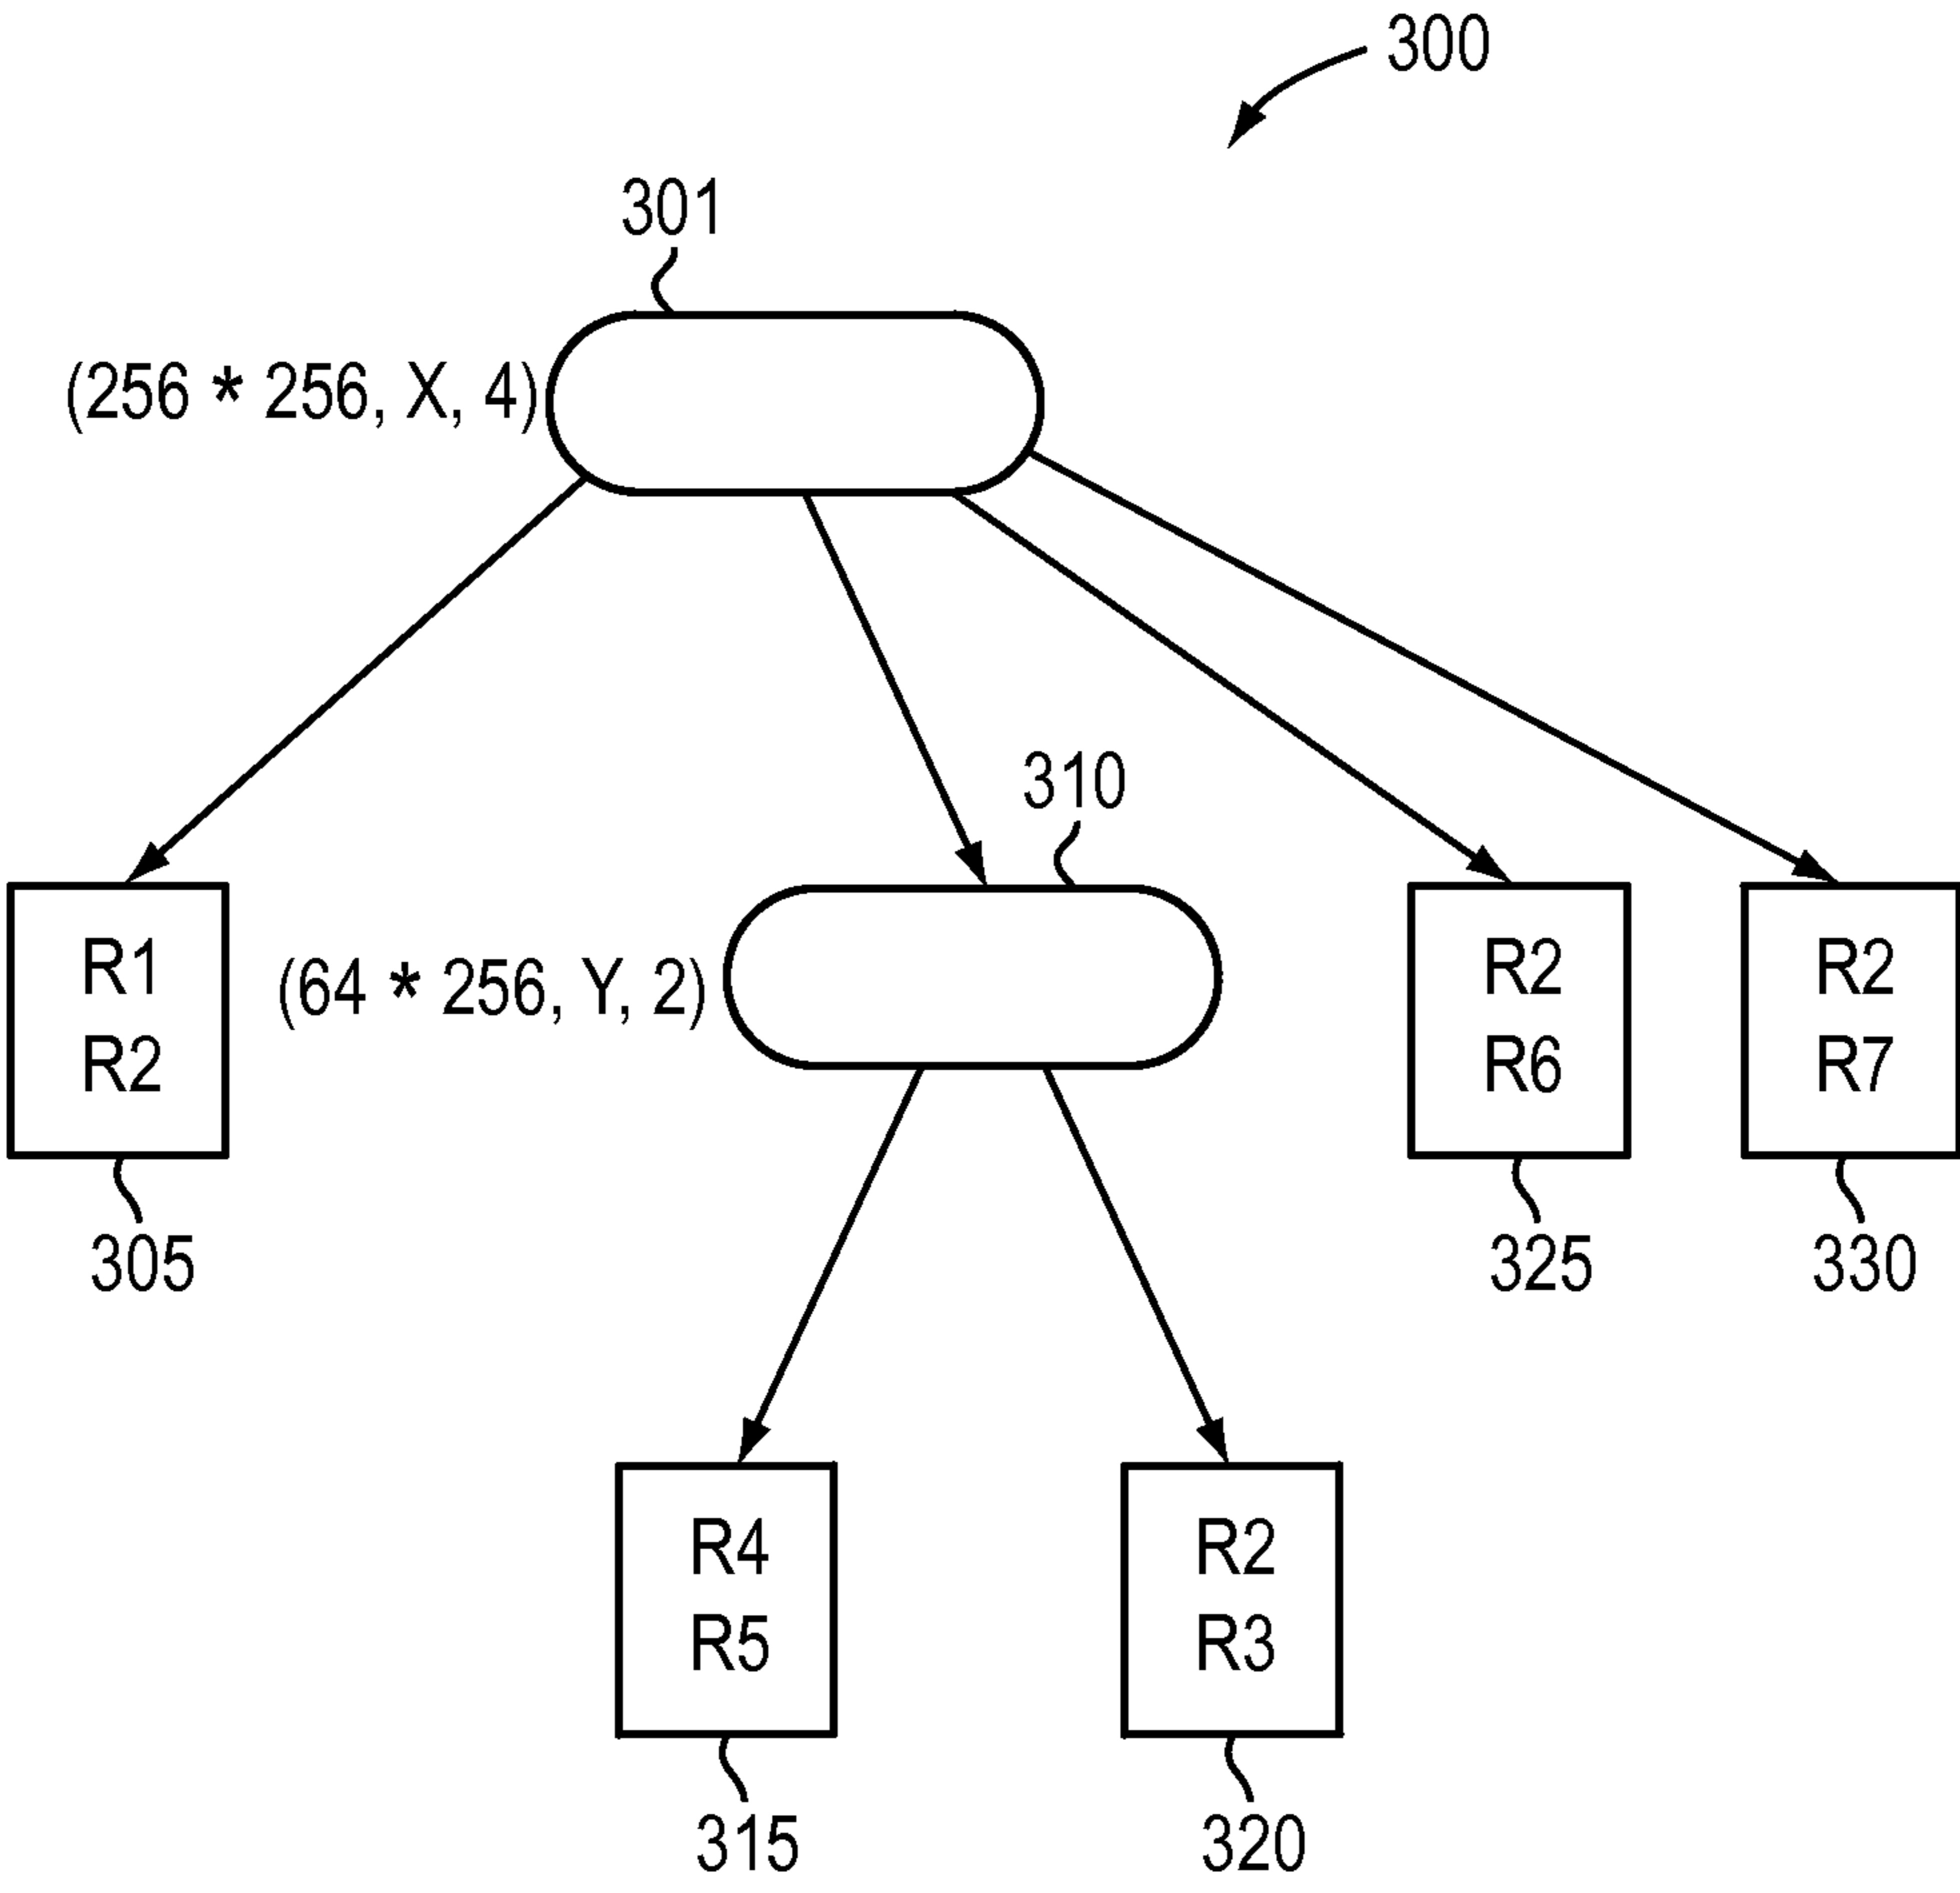 300
301
(256 * 256, X, 4)
310
R1
R2
(64 * 256, Y, 2)
R2
R6
R2
R7
305
325
330
R4
R5
R2
R3
315
320